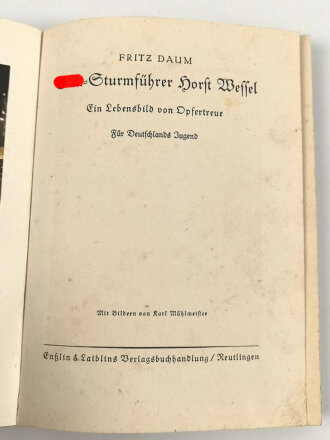 FRITZ DAUM
-Sturmführer Horst Wessel
Ein Lebensbild von Opfertreue
Für Deutschlands Jugend
Mit Bildern von Karl Mühlmeister
Enßlin & Laiblins Verlagsbuchhandlung / Reutlingen